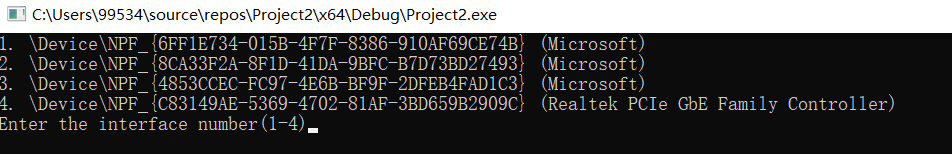 C:\Users\99534\source\repos\Project2\x64\Debug\Project2.exe
1. \Device\NPF_{6FF1E734-015B-4F7F-8386-910AF69CE74B} (Microsoft)
2. \Device\NPF_{8CA33F2A-8F1D-41DA-9BFC-B7D73BD27493} (Microsoft)
3. \Device\NPF_{4853CCEC-FC97-4E6B-BF9F-2DFEB4FAD1C3} (Microsoft)
4. \Device\NPF_{C83149AE-5369-4702-81AF-3BD659B2909C} (Realtek PCIe GbE Family Controller)
Enter the interface number(1-4)